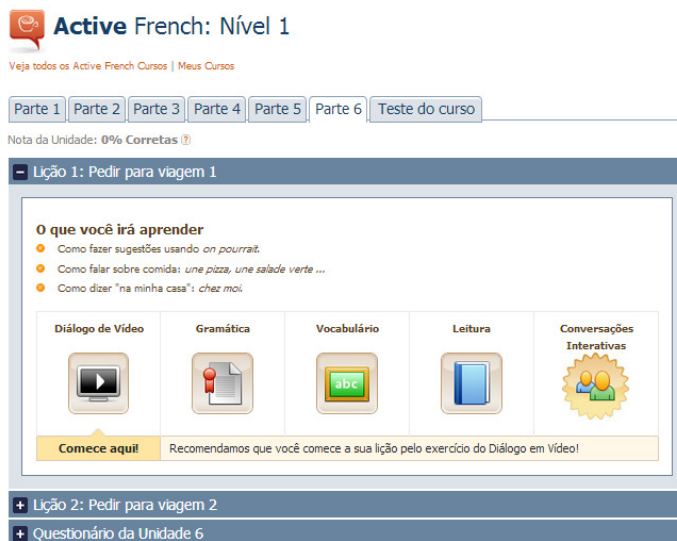 Active French: Nível 1
Veja todos os Active French Cursos | Meus Cursos
Parte 1 Parte 2 Parte 3 Parte 4 Parte 5 Parte 6 Teste do curso
Nota da Unidade: 0% Corretas ?
Lição 1: Pedir para viagem 1
O que você irá aprender
Como fazer sugestões usando on pourrait.
Como falar sobre comida: une pizza, une salade verte ...
Como dizer "na minha casa": chez moi.
Diálogo de Vídeo Gramática Vocabulário Leitura Conversações
Interativas
abc
Comece aqui! Recomendamos que você comece a sua lição pelo exercício do Diálogo em Vídeo!
Lição 2: Pedir para viagem 2
Questionário da Unidade 6